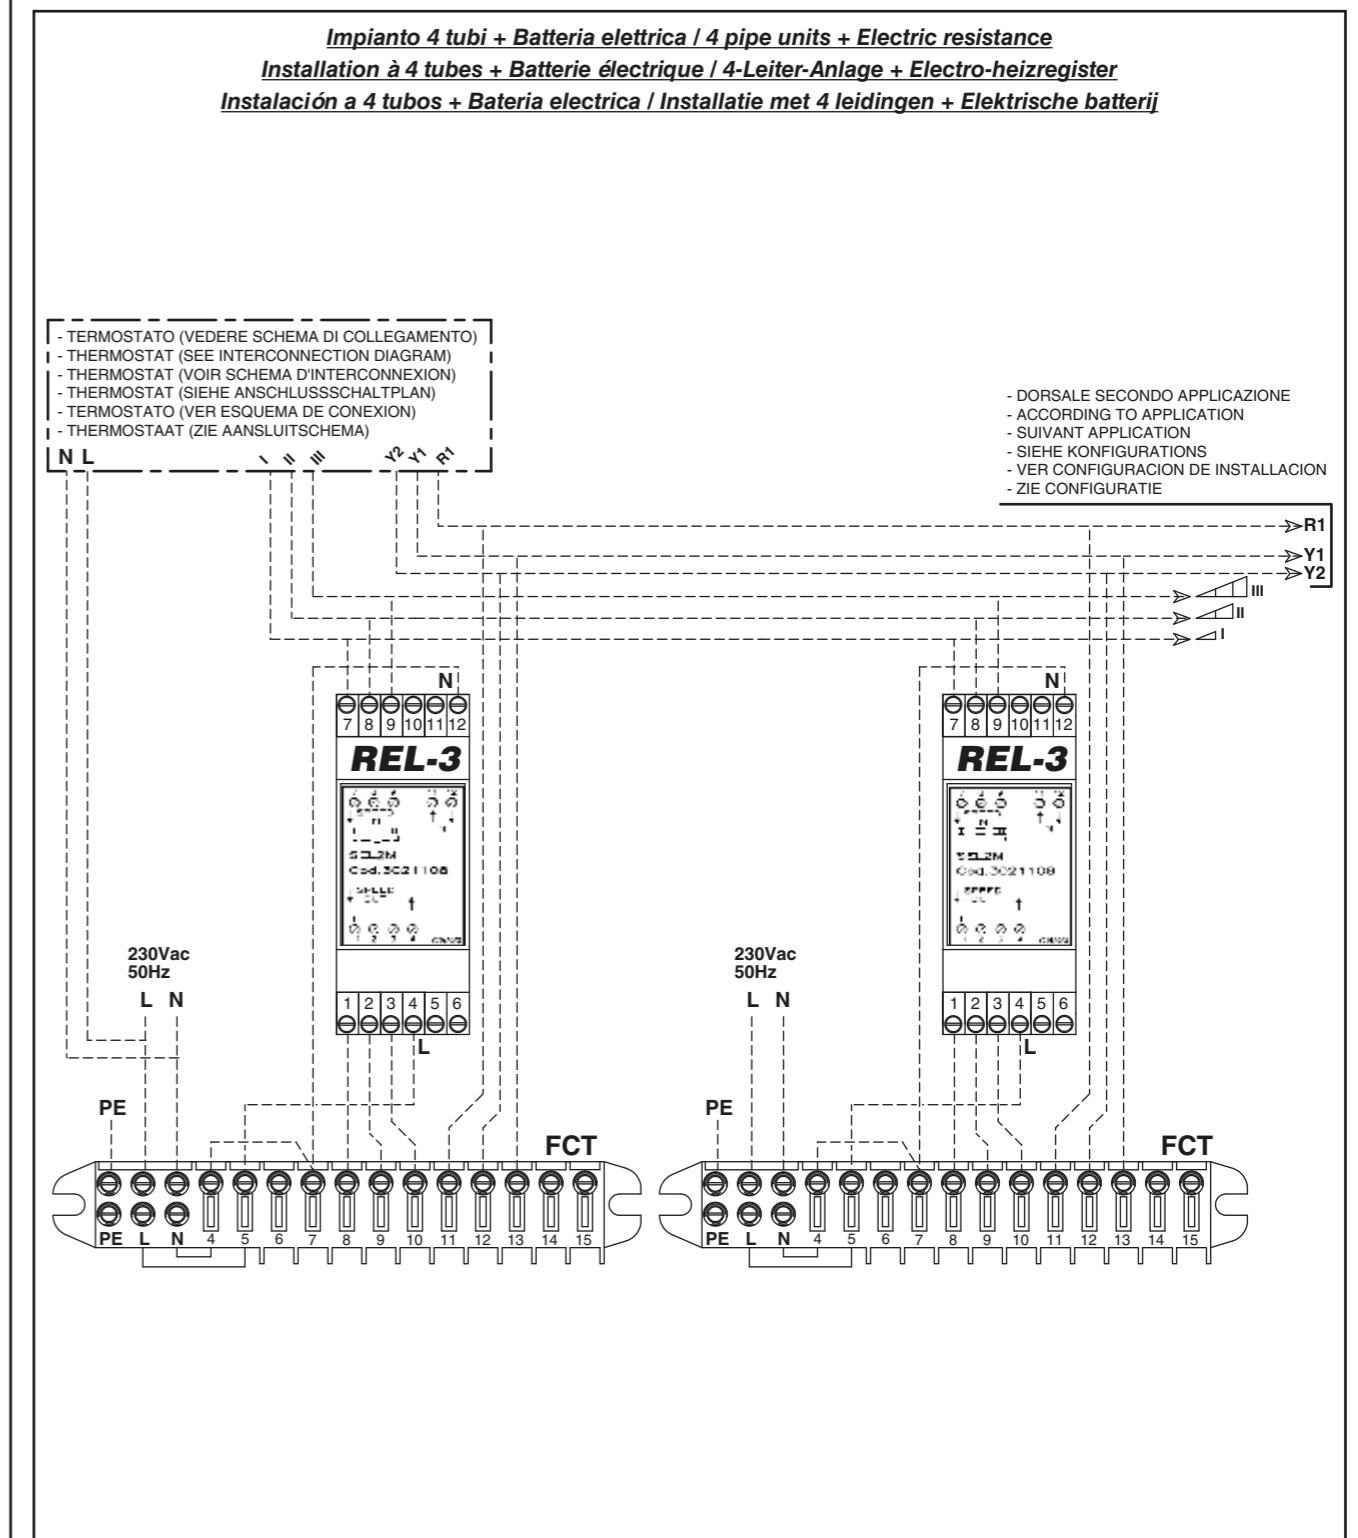 Impianto 4 tubi + Batteria elettrica / 4 pipe units + Electric resistance
Installation à 4 tubes + Batterie électrique / 4-Leiter-Anlage + Electro-heizregister
Instalación a 4 tubos + Bateria electrica / Installatie met 4 leidingen + Elektrische batterij
- TERMOSTATO (VEDERE SCHEMA DI COLLEGAMENTO)
- THERMOSTAT (SEE INTERCONNECTION DIAGRAM)
- THERMOSTAT (VOIR SCHEMA D'INTERCONNEXION)
- THERMOSTAT (SIEHE ANSCHLUSSSCHALTPLAN)
- TERMOSTATO (VER ESQUEMA DE CONEXION)
- THERMOSTAAT (ZIE AANSLUITSCHEMA)
N L I II III Y2 Y1 R1
- DORSALE SECONDO APPLICAZIONE
- ACCORDING TO APPLICATION
- SUIVANT APPLICATION
- SIEHE KONFIGURATIONS
- VER CONFIGURACION DE INSTALLACION
- ZIE CONFIGURATIE
R1
Y1
Y2
III
II
I
N
7 8 9 10 11 12
REL-3
Cod.3021108
1 2 3 4 5 6
L
230Vac
50Hz
L N
PE
FCT
PE L N 4 5 6 7 8 9 10 11 12 13 14 15
N
7 8 9 10 11 12
REL-3
Cod.3021108
1 2 3 4 5 6
L
230Vac
50Hz
L N
PE
FCT
PE L N 4 5 6 7 8 9 10 11 12 13 14 15